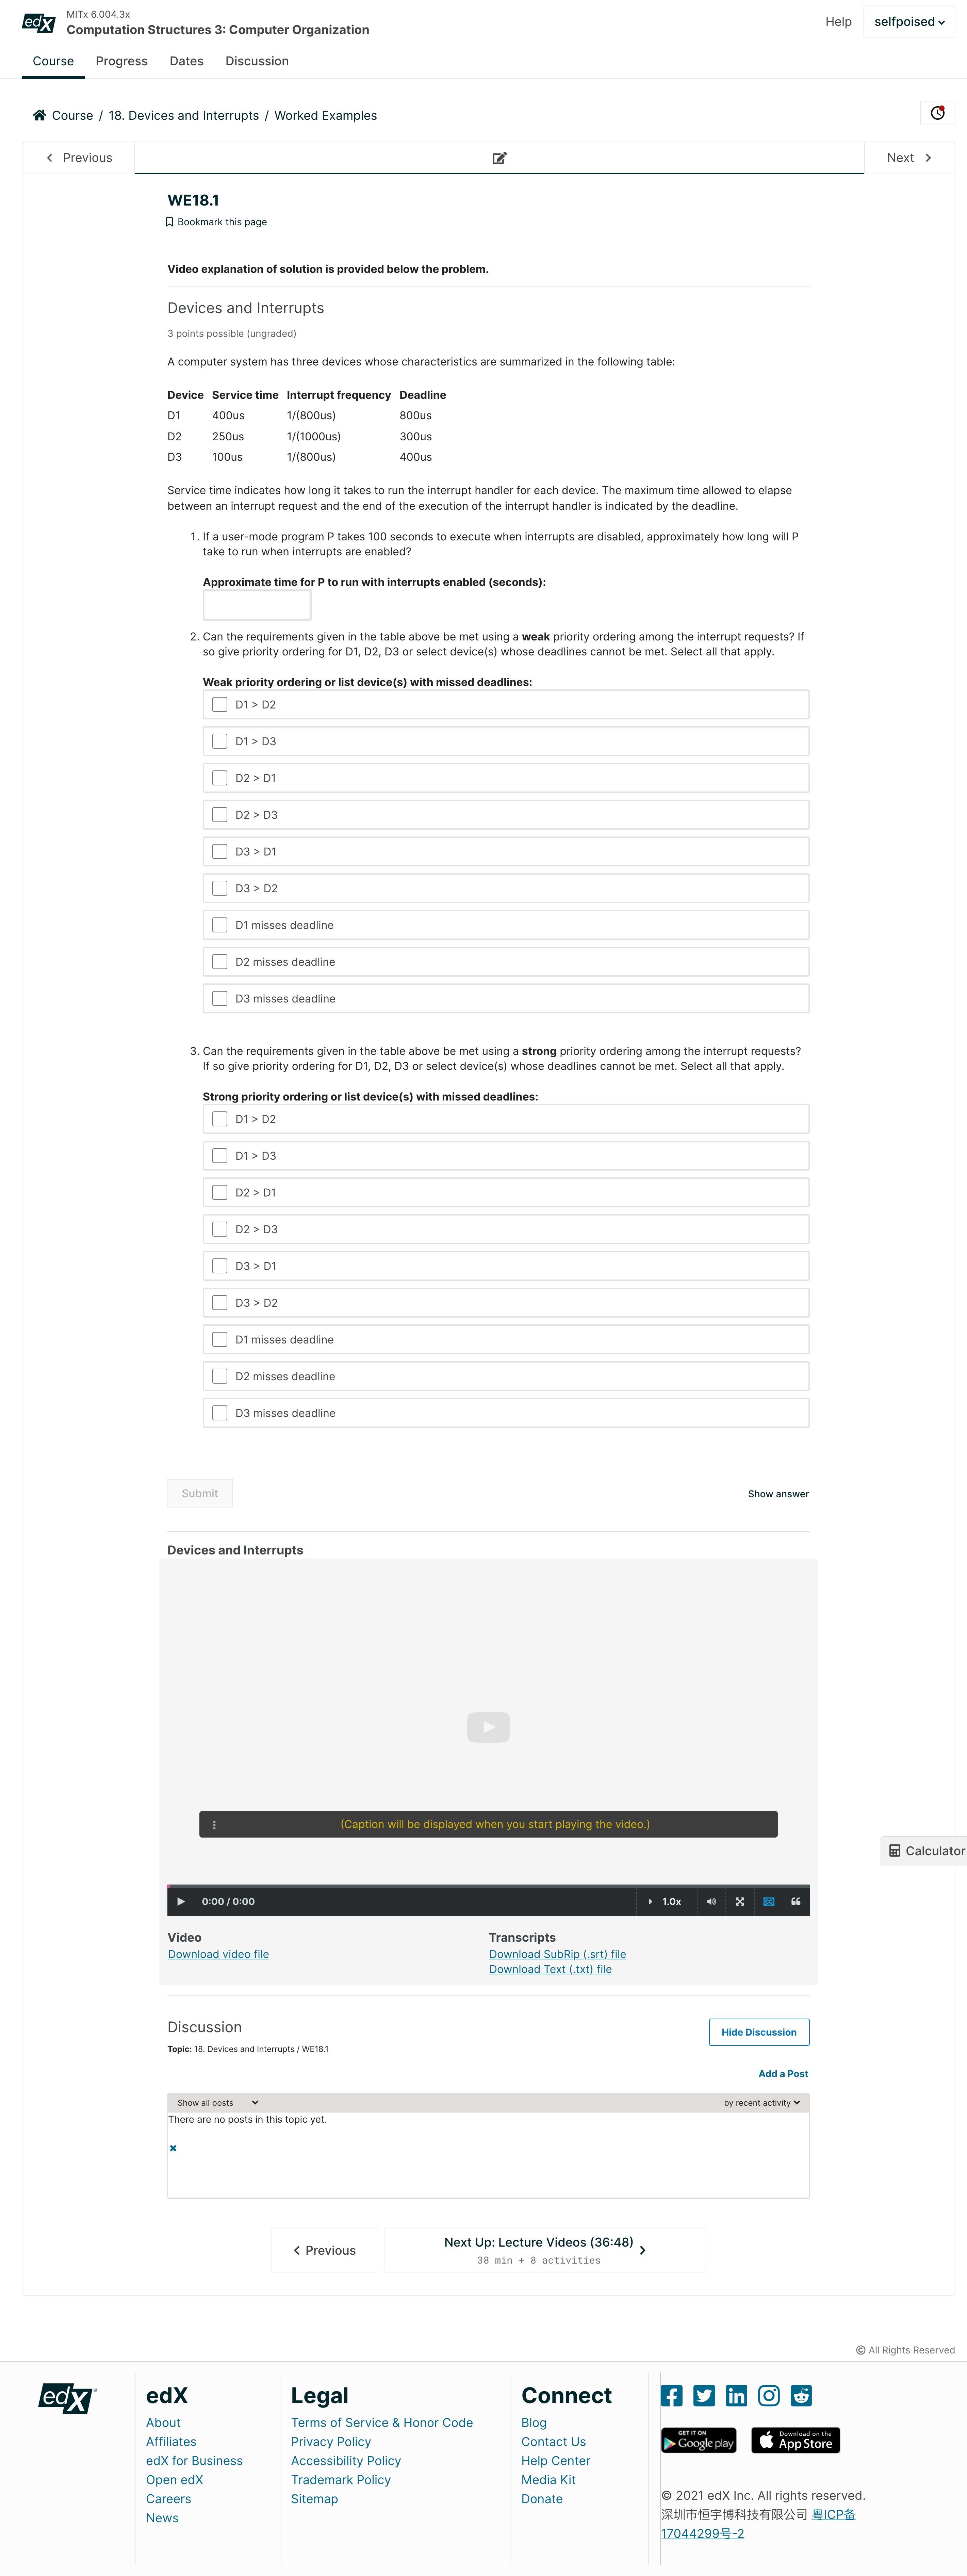 edX
MITx 6.004.3x
Computation Structures 3: Computer Organization
Help
selfpoised
Course
Progress
Dates
Discussion
Course / 18. Devices and Interrupts / Worked Examples
Previous
Next
WE18.1
Bookmark this page
Video explanation of solution is provided below the problem.
Devices and Interrupts
3 points possible (ungraded)
A computer system has three devices whose characteristics are summarized in the following table:
Device Service time Interrupt frequency Deadline
D1 400us 1/(800us) 800us
D2 250us 1/(1000us) 300us
D3 100us 1/(800us) 400us
Service time indicates how long it takes to run the interrupt handler for each device. The maximum time allowed to elapse
between an interrupt request and the end of the execution of the interrupt handler is indicated by the deadline.
1. If a user-mode program P takes 100 seconds to execute when interrupts are disabled, approximately how long will P
take to run when interrupts are enabled?
Approximate time for P to run with interrupts enabled (seconds):
2. Can the requirements given in the table above be met using a weak priority ordering among the interrupt requests? If
so give priority ordering for D1, D2, D3 or select device(s) whose deadlines cannot be met. Select all that apply.
Weak priority ordering or list device(s) with missed deadlines:
D1 > D2
D1 > D3
D2 > D1
D2 > D3
D3 > D1
D3 > D2
D1 misses deadline
D2 misses deadline
D3 misses deadline
3. Can the requirements given in the table above be met using a strong priority ordering among the interrupt requests?
If so give priority ordering for D1, D2, D3 or select device(s) whose deadlines cannot be met. Select all that apply.
Strong priority ordering or list device(s) with missed deadlines:
D1 > D2
D1 > D3
D2 > D1
D2 > D3
D3 > D1
D3 > D2
D1 misses deadline
D2 misses deadline
D3 misses deadline
Submit
Show answer
Devices and Interrupts
(Caption will be displayed when you start playing the video.)
Calculator
0:00 / 0:00
1.0x
Video
Transcripts
Download video file
Download SubRip (.srt) file
Download Text (.txt) file
Discussion
Hide Discussion
Topic: 18. Devices and Interrupts / WE18.1
Add a Post
Show all posts
by recent activity
There are no posts in this topic yet.
Previous
Next Up: Lecture Videos (36:48)
38 min + 8 activities
© All Rights Reserved
edX
edX
About
Affiliates
edX for Business
Open edX
Careers
News
Legal
Terms of Service & Honor Code
Privacy Policy
Accessibility Policy
Trademark Policy
Sitemap
Connect
Blog
Contact Us
Help Center
Media Kit
Donate
GET IT ON
Google play
Download on the
App Store
© 2021 edX Inc. All rights reserved.
深圳市恒宇博科技有限公司 粤ICP备
17044299号-2